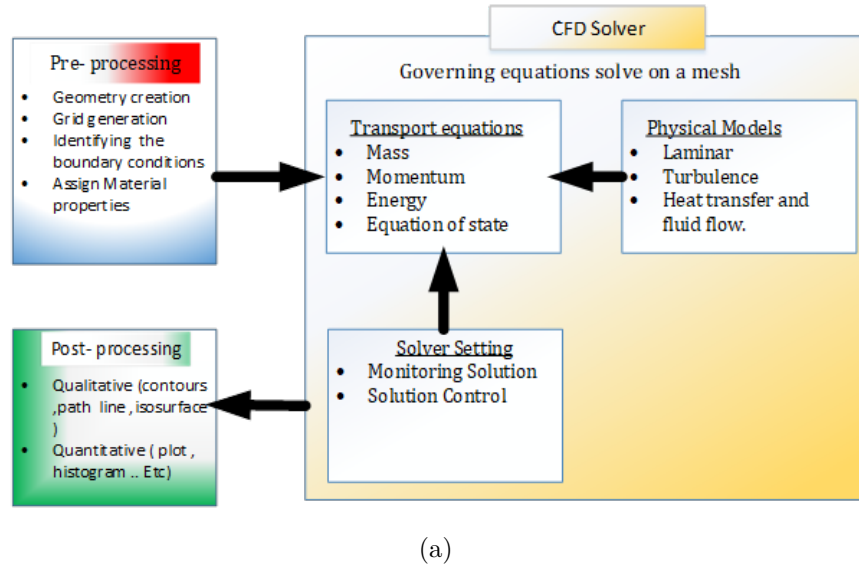 Pre- processing
• Geometry creation
• Grid generation
• Identifying the
boundary conditions
• Assign Material
properties
CFD Solver
Governing equations solve on a mesh
Transport equations
• Mass
• Momentum
• Energy
• Equation of state
Physical Models
• Laminar
• Turbulence
• Heat transfer and
fluid flow.
Solver Setting
• Monitoring Solution
• Solution Control
Post- processing
• Qualitative (contours
,path line , isosurface
)
• Quantitative ( plot ,
histogram .. Etc)
(a)